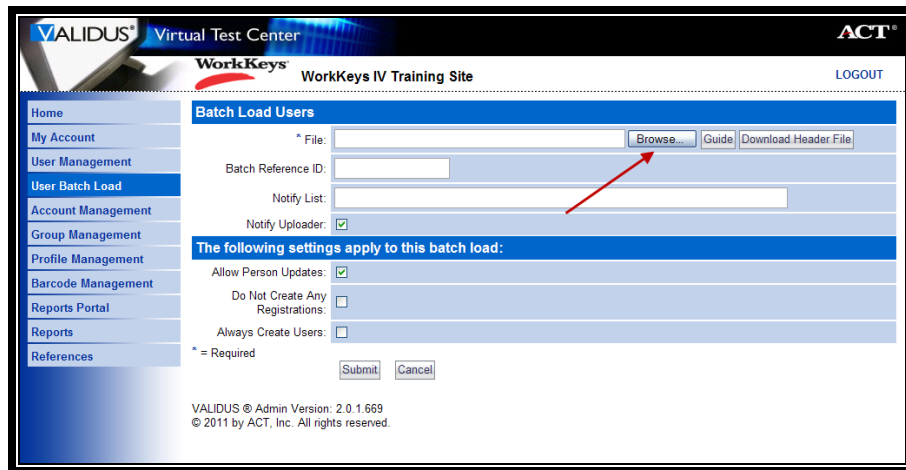 VALIDUS® Virtual Test Center
ACT®
WorkKeys®
WorkKeys IV Training Site
LOGOUT
Home
My Account
User Management
User Batch Load
Account Management
Group Management
Profile Management
Barcode Management
Reports Portal
Reports
References
Batch Load Users
* File: Browse... Guide Download Header File
Batch Reference ID:
Notify List:
Notify Uploader:
The following settings apply to this batch load:
Allow Person Updates:
Do Not Create Any
Registrations:
Always Create Users:
* = Required
Submit Cancel
VALIDUS ® Admin Version: 2.0.1.669
© 2011 by ACT, Inc. All rights reserved.